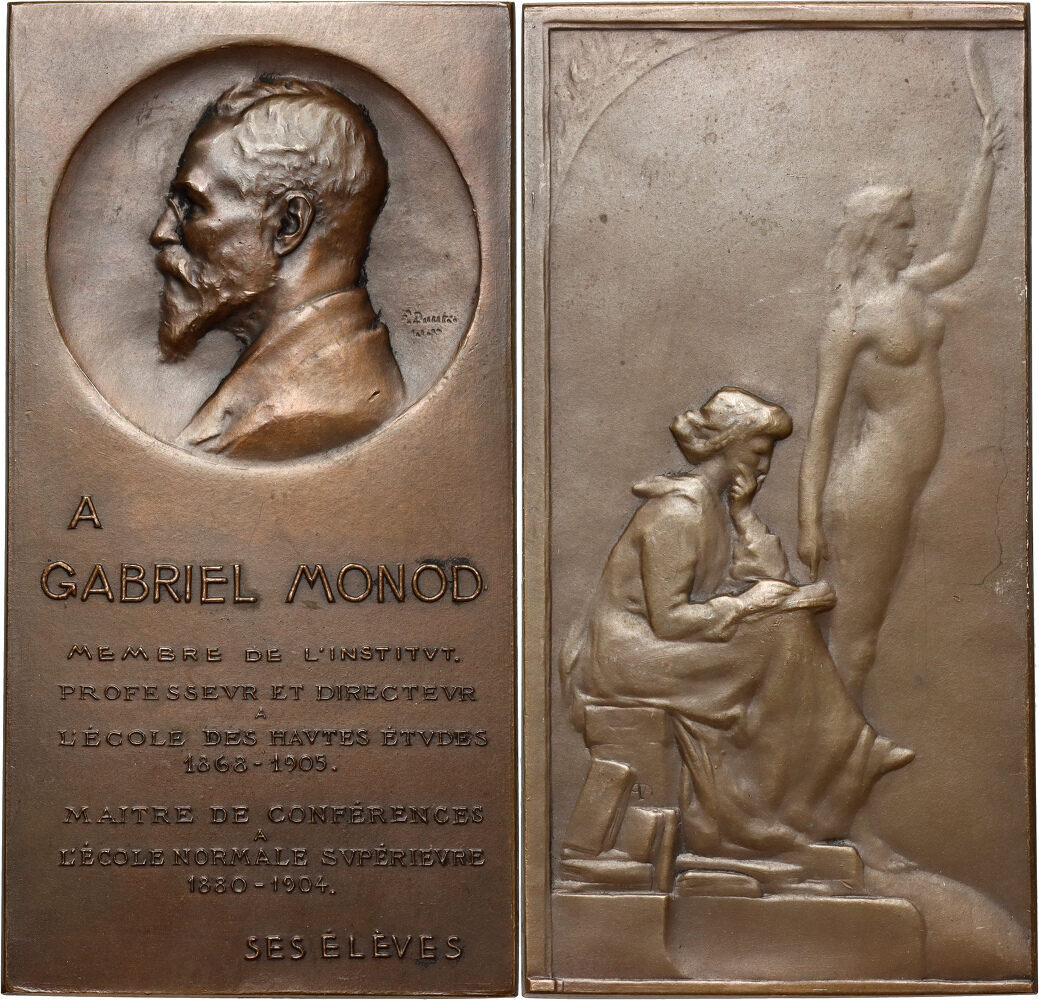 A
GABRIEL MONOD
MEMBRE DE L'INSTITVT.
PROFESSEVR ET DIRECTEVR
A
L'ÉCOLE DES HAVTES ÉTVDES
1868-1905.
MAITRE DE CONFÉRENCES
A
L'ÉCOLE NORMALE SVPÉRIEVRE
1880-1904.
SES ÉLÈVES